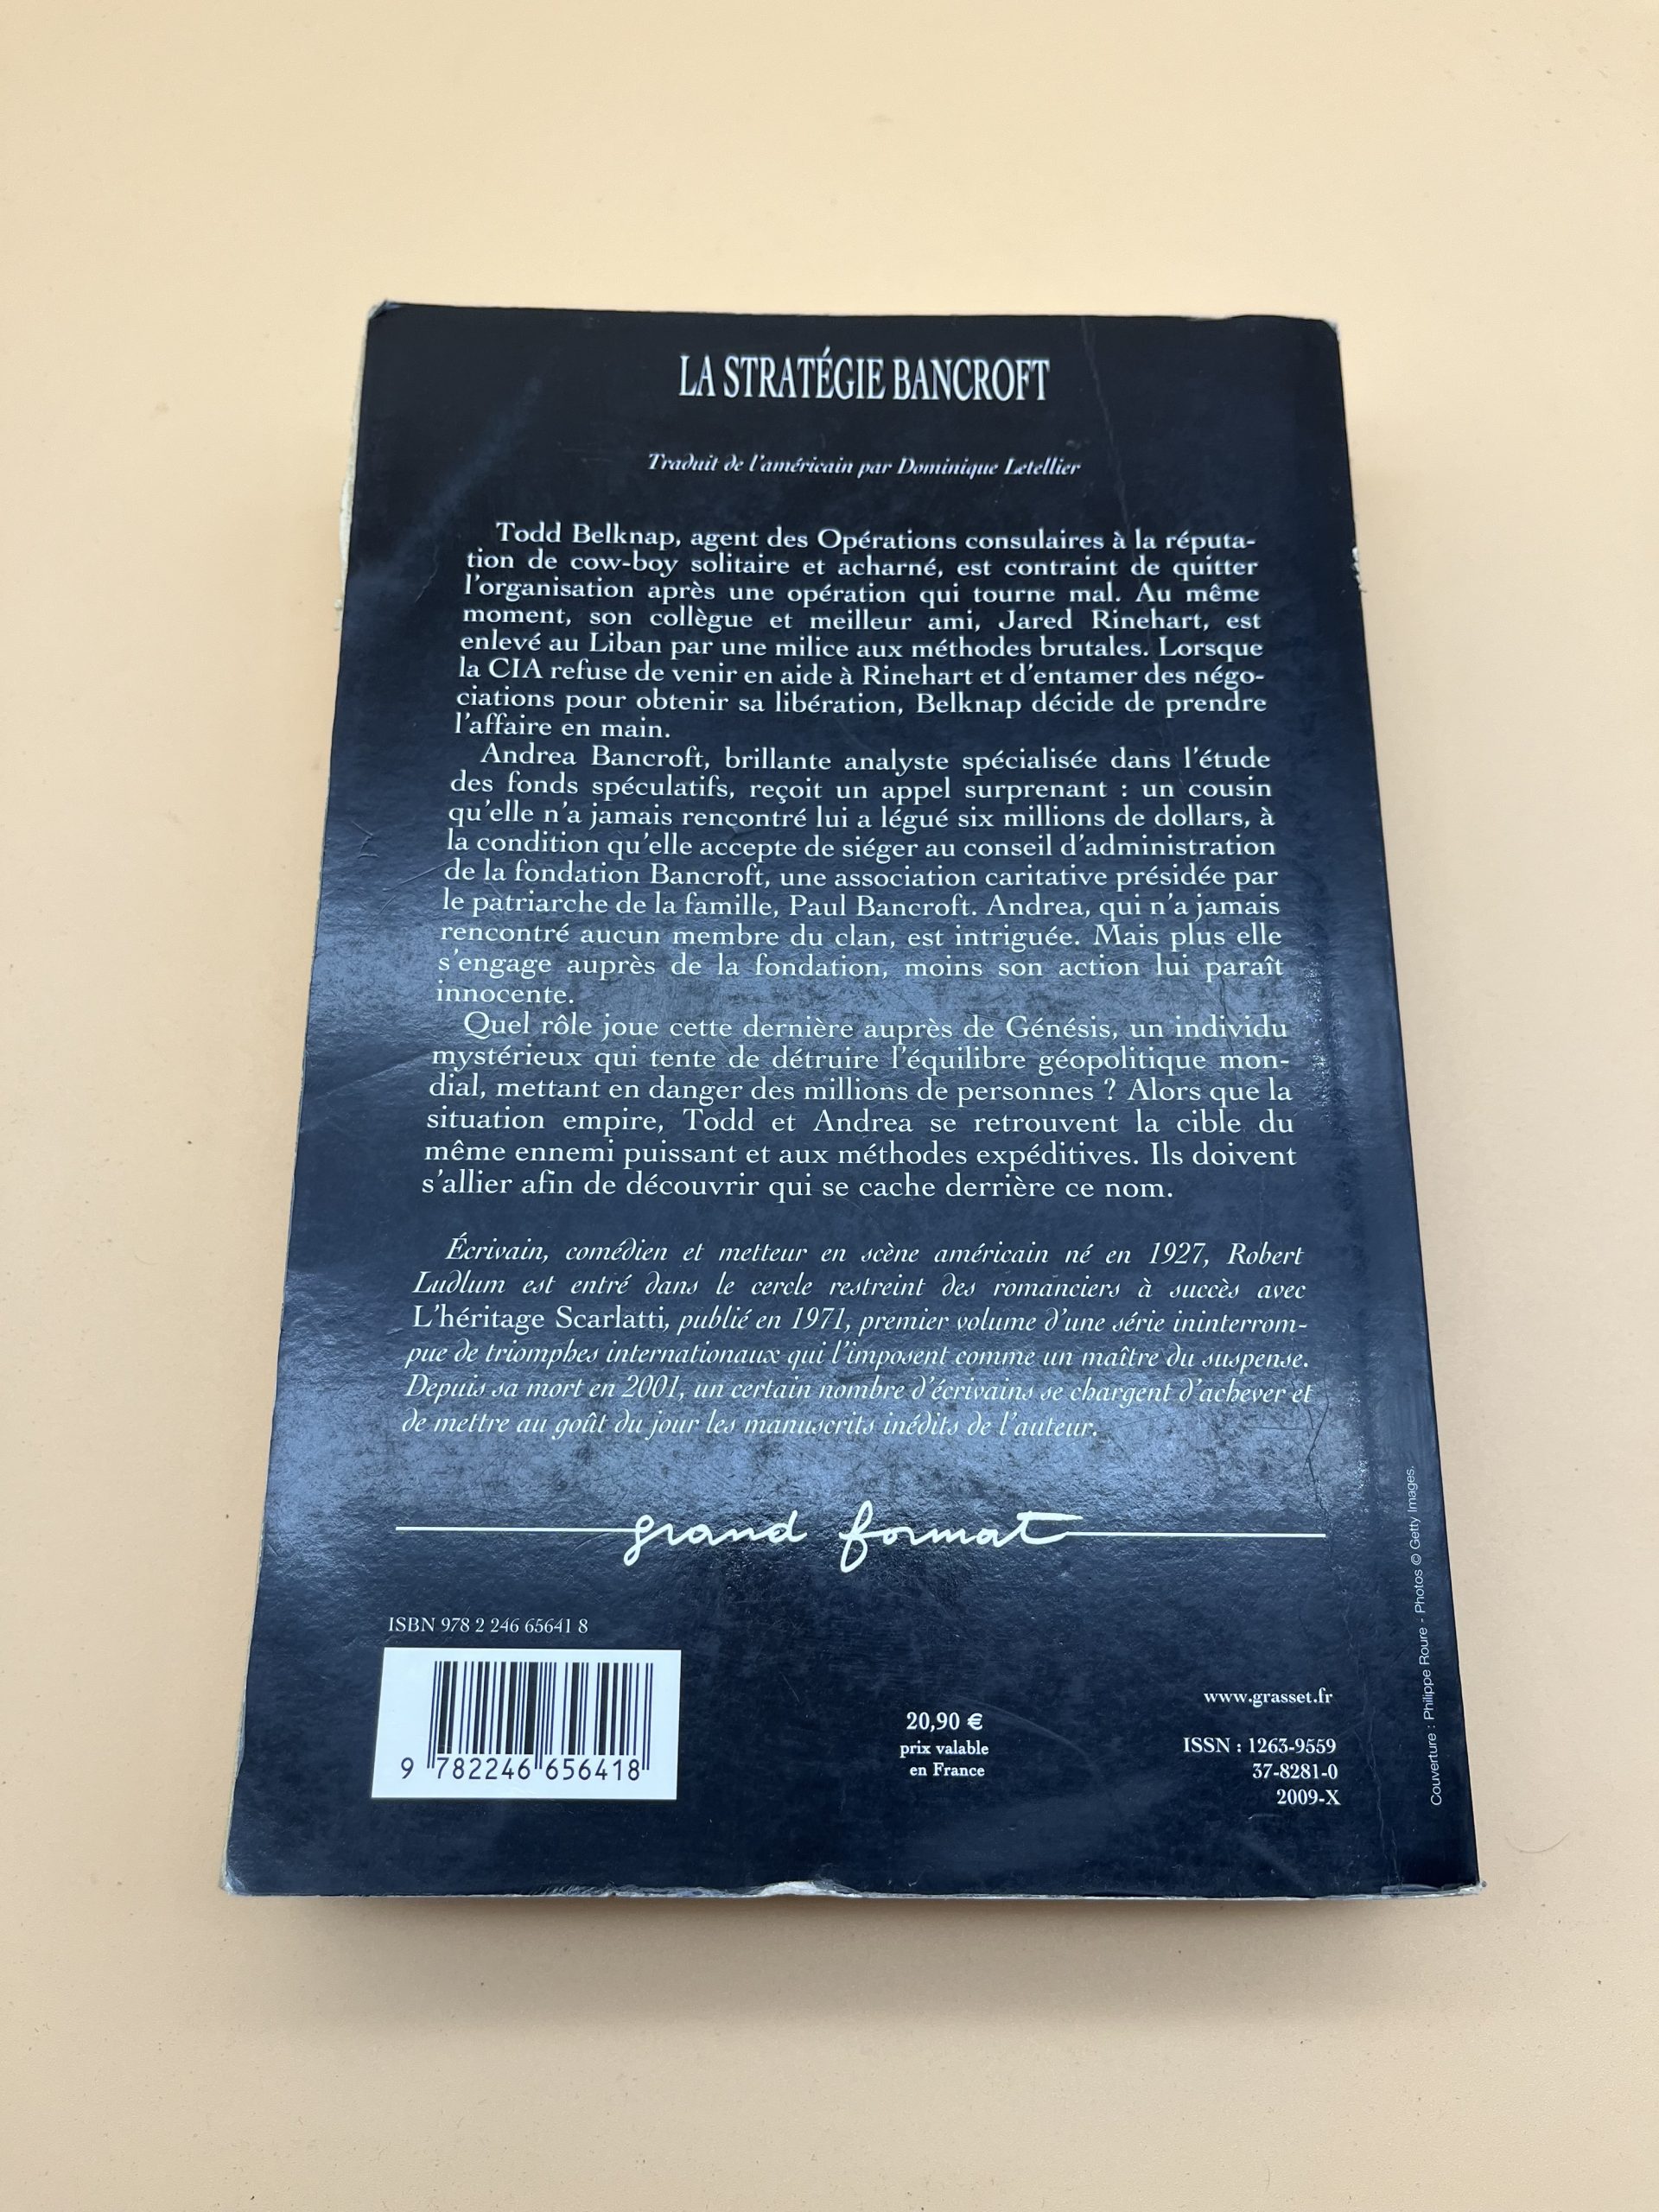 LA STRATÉGIE BANCROFT
Traduit de l'américain par Dominique Letellier
Todd Belknap, agent des Opérations consulaires à la réputa-
tion de cow-boy solitaire et acharné, est contraint de quitter
l'organisation après une opération qui tourne mal. Au même
moment, son collègue et meilleur ami, Jared Rinehart, est
enlevé au Liban par une milice aux méthodes brutales. Lorsque
la CIA refuse de venir en aide à Rinehart et d'entamer des négo-
ciations pour obtenir sa libération, Belknap décide de prendre
l'affaire en main.
Andrea Bancroft, brillante analyste spécialisée dans l'étude
des fonds spéculatifs, reçoit un appel surprenant : un cousin
qu'elle n'a jamais rencontré lui a légué six millions de dollars, à
la condition qu'elle accepte de siéger au conseil d'administration
de la fondation Bancroft, une association caritative présidée par
le patriarche de la famille, Paul Bancroft. Andrea, qui n'a jamais
rencontré aucun membre du clan, est intriguée. Mais plus elle
s'engage auprès de la fondation, moins son action lui paraît
innocente.
Quel rôle joue cette dernière auprès de Génésis, un individu
mystérieux qui tente de détruire l'équilibre géopolitique mon-
dial, mettant en danger des millions de personnes ? Alors que la
situation empire, Todd et Andrea se retrouvent la cible du
même ennemi puissant et aux méthodes expéditives. Ils doivent
s'allier afin de découvrir qui se cache derrière ce nom.
Écrivain, comédien et metteur en scène américain né en 1927, Robert
Ludlum est entré dans le cercle restreint des romanciers à succès avec
L'héritage Scarlatti, publié en 1971, premier volume d'une série ininterrom-
pue de triomphes internationaux qui l'imposent comme un maître du suspense.
Depuis sa mort en 2001, un certain nombre d'écrivains se chargent d'achever et
de mettre au goût du jour les manuscrits inédits de l'auteur.
grand format
ISBN 978 2 246 65641 8
9 782246 656418
20,90 €
prix valable
en France
www.grasset.fr
ISSN : 1263-9559
37-8281-0
2009-X
Couverture : Philippe Roure - Photos © Getty Images.